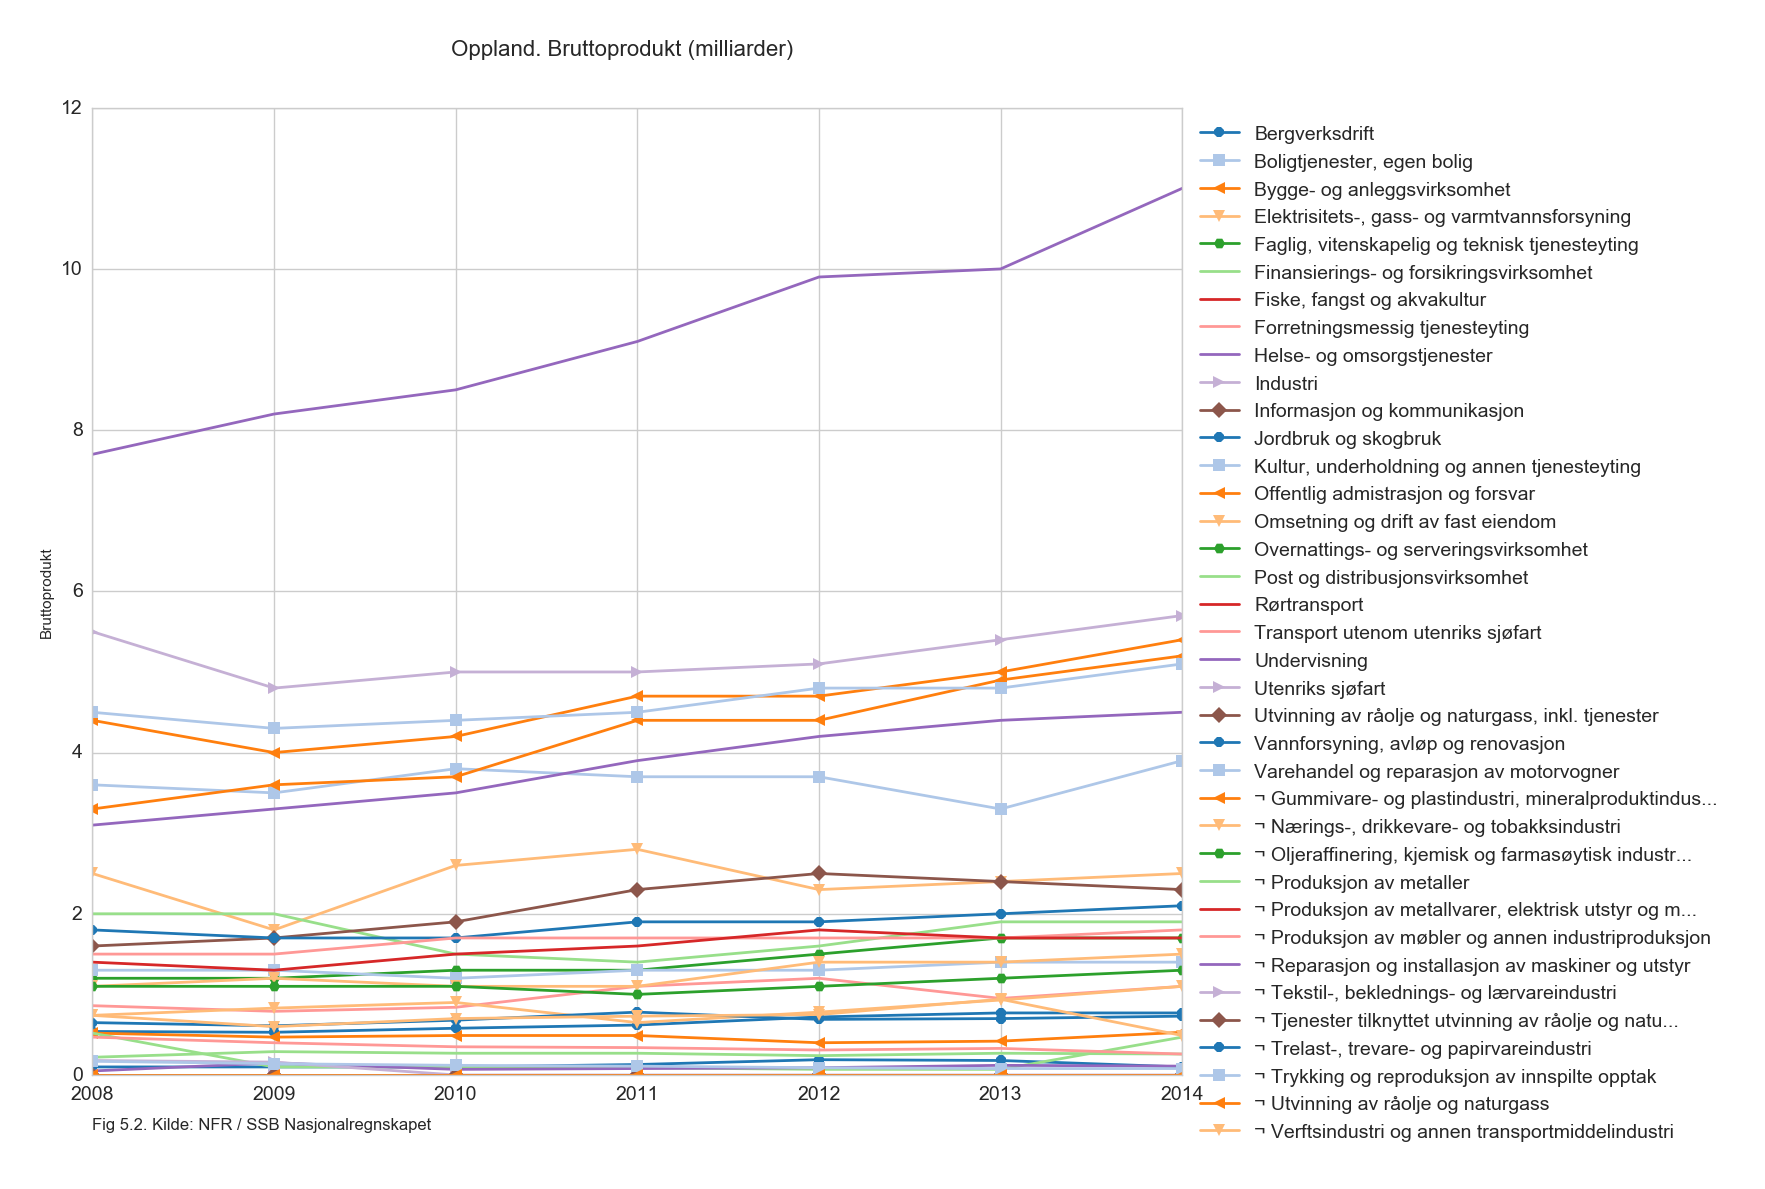 Oppland. Bruttoprodukt (milliarder)
12
10
8
6
4
2
0
Bruttoprodukt
2008 2009 2010 2011 2012 2013 2014
Fig 5.2. Kilde: NFR / SSB Nasjonalregnskapet
Bergverksdrift
Boligtjenester, egen bolig
Bygge- og anleggsvirksomhet
Elektrisitets-, gass- og varmtvannsforsyning
Faglig, vitenskapelig og teknisk tjenesteyting
Finansierings- og forsikringsvirksomhet
Fiske, fangst og akvakultur
Forretningsmessig tjenesteyting
Helse- og omsorgstjenester
Industri
Informasjon og kommunikasjon
Jordbruk og skogbruk
Kultur, underholdning og annen tjenesteyting
Offentlig admistrasjon og forsvar
Omsetning og drift av fast eiendom
Overnattings- og serveringsvirksomhet
Post og distribusjonsvirksomhet
Rørtransport
Transport utenom utenriks sjøfart
Undervisning
Utenriks sjøfart
Utvinning av råolje og naturgass, inkl. tjenester
Vannforsyning, avløp og renovasjon
Varehandel og reparasjon av motorvogner
¬ Gummivare- og plastindustri, mineralproduktindus...
¬ Nærings-, drikkevare- og tobakksindustri
¬ Oljeraffinering, kjemisk og farmasøytisk industr...
¬ Produksjon av metaller
¬ Produksjon av metallvarer, elektrisk utstyr og m...
¬ Produksjon av møbler og annen industriproduksjon
¬ Reparasjon og installasjon av maskiner og utstyr
¬ Tekstil-, beklednings- og lærvareindustri
¬ Tjenester tilknyttet utvinning av råolje og natu...
¬ Trelast-, trevare- og papirvareindustri
¬ Trykking og reproduksjon av innspilte opptak
¬ Utvinning av råolje og naturgass
¬ Verftsindustri og annen transportmiddelindustri